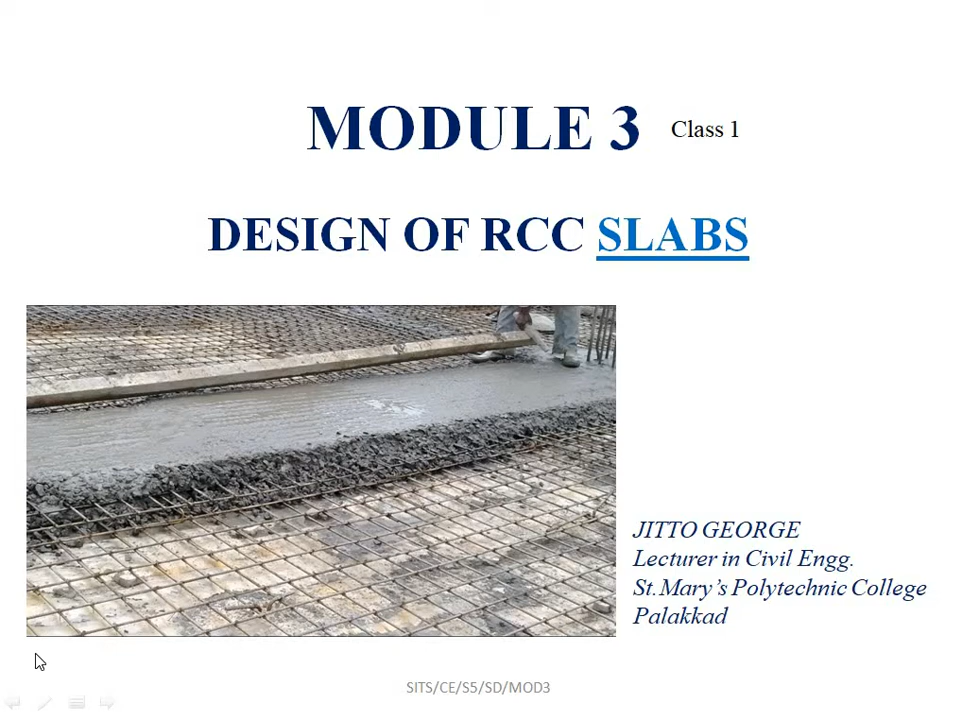 MODULE 3 Class 1
DESIGN OF RCC SLABS
JITTO GEORGE
Lecturer in Civil Engg.
St.Mary's Polytechnic College
Palakkad
SITS/CE/S5/SD/MOD3